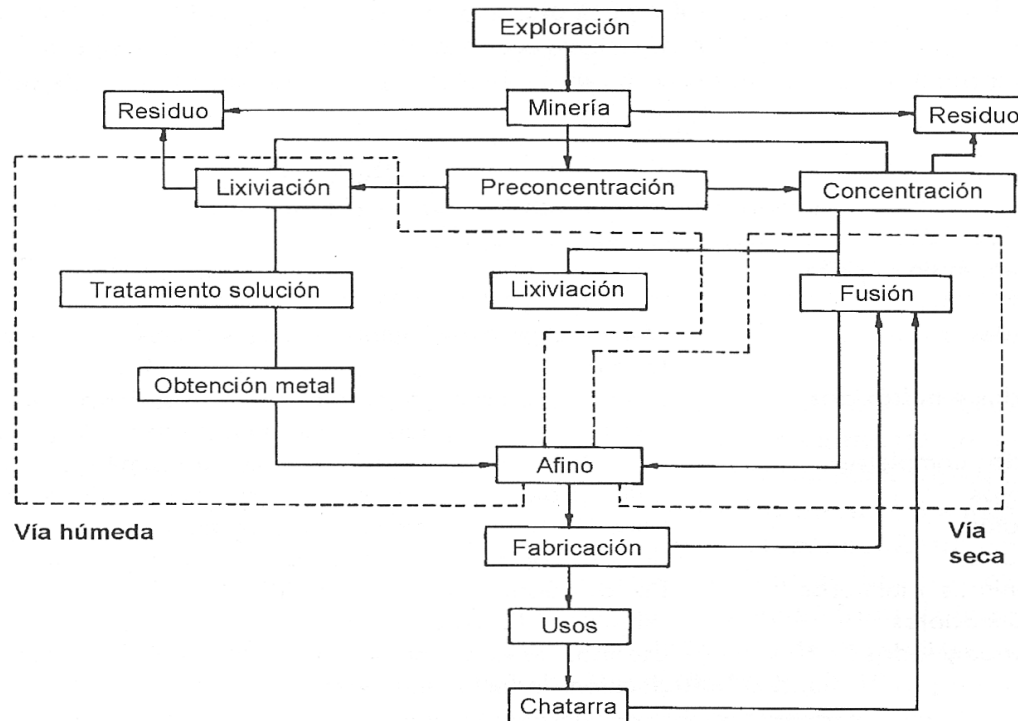 Exploración
Residuo
Minería
Residuo
Lixiviación
Preconcentración
Concentración
Tratamiento solución
Lixiviación
Fusión
Obtención metal
Afino
Vía húmeda
Fabricación
Vía
seca
Usos
Chatarra